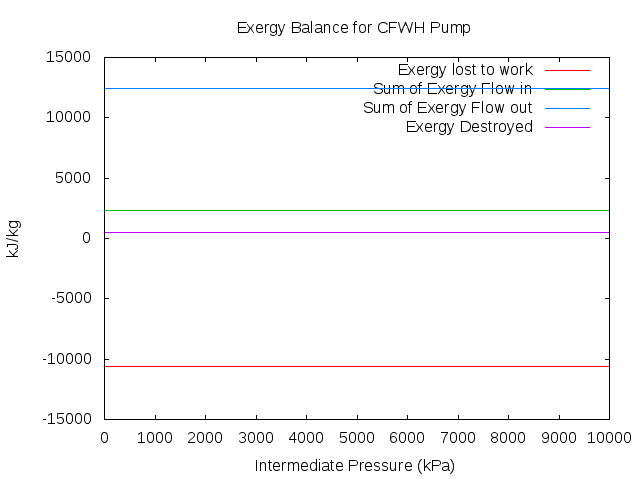 Exergy Balance for CFWH Pump
15000
10000
5000
0
-5000
-10000
-15000
kJ/kg
Exergy lost to work
Sum of Exergy Flow in
Sum of Exergy Flow out
Exergy Destroyed
0 1000 2000 3000 4000 5000 6000 7000 8000 9000 10000
Intermediate Pressure (kPa)